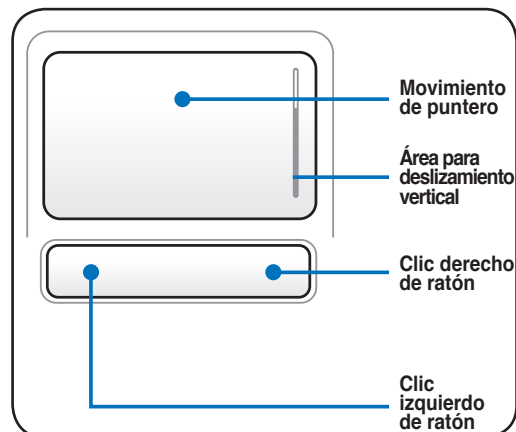 Movimiento
de puntero
Área para
deslizamiento
vertical
Clic derecho
de ratón
Clic
izquierdo
de ratón